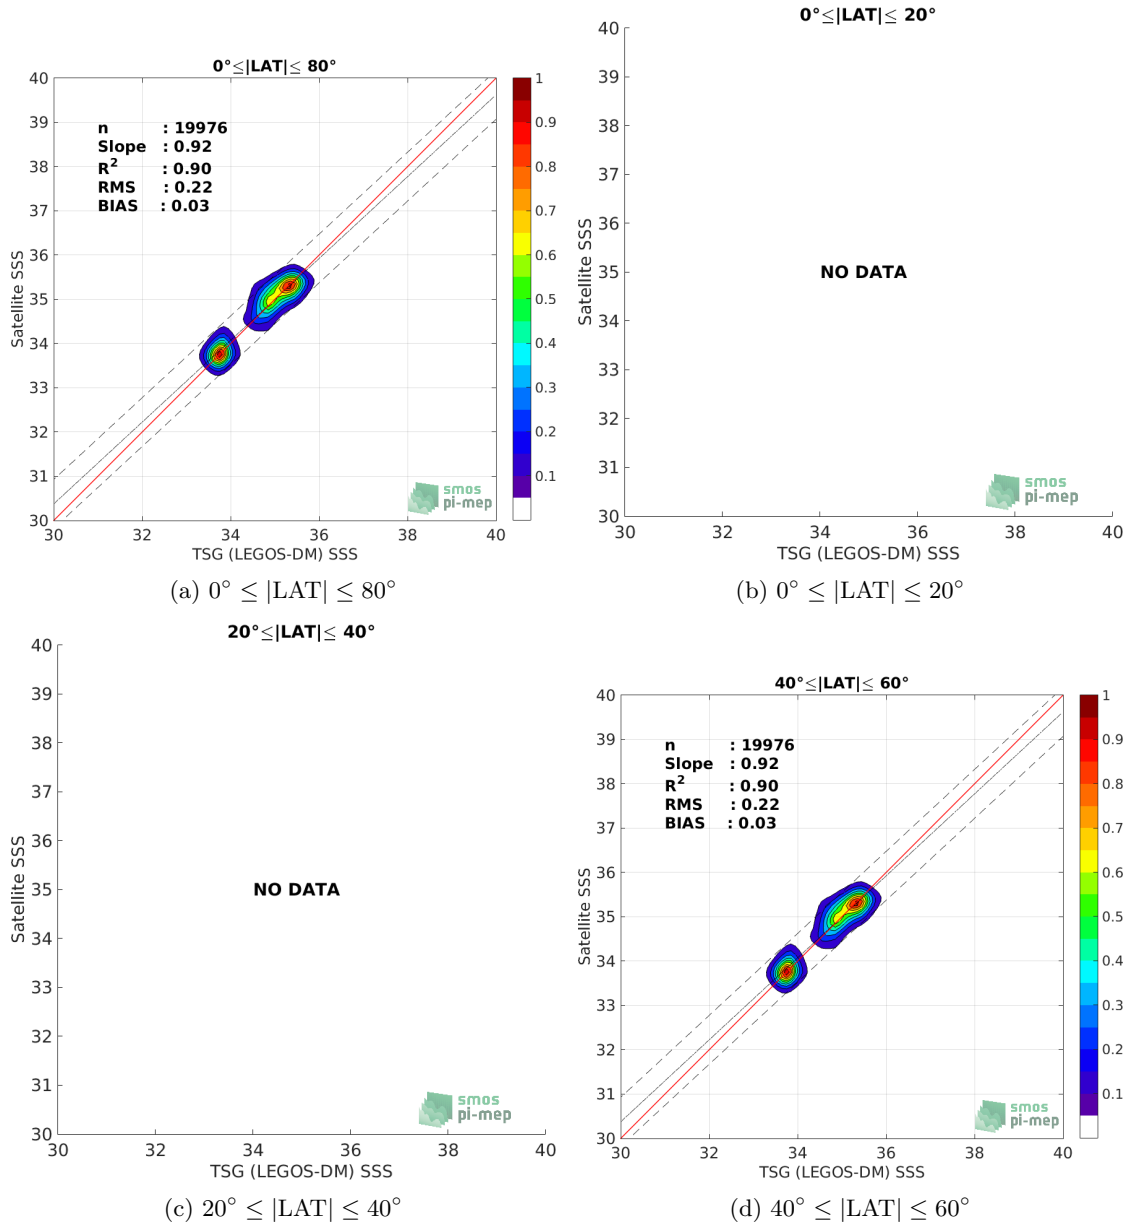 0°≤|LAT|≤ 80°
n : 19976
Slope : 0.92
R² : 0.90
RMS : 0.22
BIAS : 0.03
Satellite SSS
40
39
38
37
36
35
34
33
32
31
30
30 32 34 36 38 40
TSG (LEGOS-DM) SSS
1
0.9
0.8
0.7
0.6
0.5
0.4
0.3
0.2
0.1
smos
pi-mep
(a) 0° ≤ |LAT| ≤ 80°
0°≤|LAT|≤ 20°
Satellite SSS
40
39
38
37
36
35
34
33
32
31
30
NO DATA
30 32 34 36 38 40
TSG (LEGOS-DM) SSS
smos
pi-mep
(b) 0° ≤ |LAT| ≤ 20°
20°≤|LAT|≤ 40°
Satellite SSS
40
39
38
37
36
35
34
33
32
31
30
NO DATA
30 32 34 36 38 40
TSG (LEGOS-DM) SSS
smos
pi-mep
(c) 20° ≤ |LAT| ≤ 40°
40°≤|LAT|≤ 60°
n : 19976
Slope : 0.92
R² : 0.90
RMS : 0.22
BIAS : 0.03
Satellite SSS
40
39
38
37
36
35
34
33
32
31
30
30 32 34 36 38 40
TSG (LEGOS-DM) SSS
1
0.9
0.8
0.7
0.6
0.5
0.4
0.3
0.2
0.1
smos
pi-mep
(d) 40° ≤ |LAT| ≤ 60°